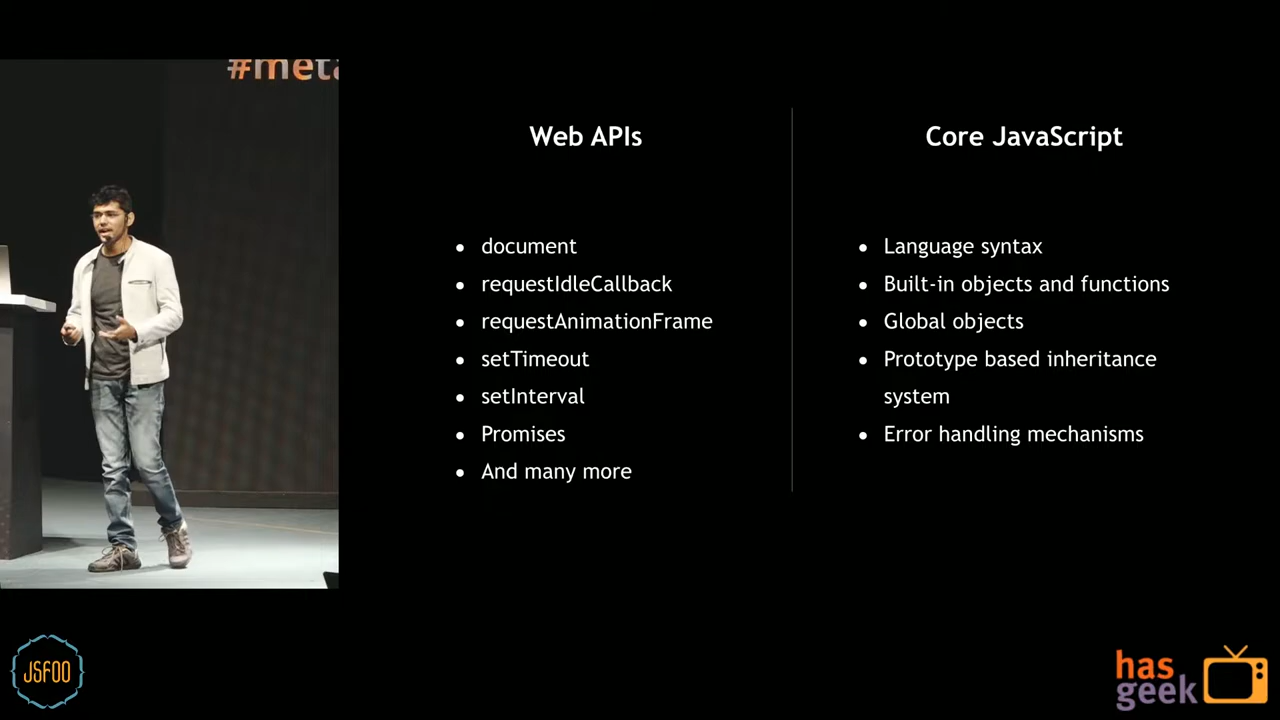 #meta
Web APIs
document
requestIdleCallback
requestAnimationFrame
setTimeout
setInterval
Promises
And many more
Core JavaScript
Language syntax
Built-in objects and functions
Global objects
Prototype based inheritance
system
Error handling mechanisms
JSFOO
has
geek